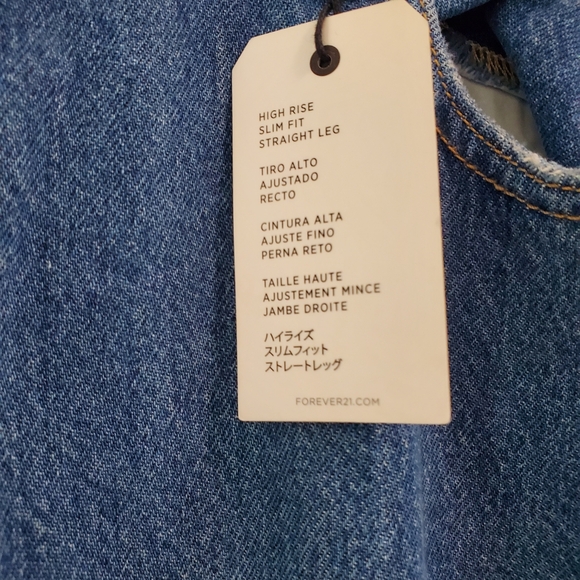 HIGH RISE
SLIM FIT
STRAIGHT LEG
TIRO ALTO
AJUSTADO
RECTO
CINTURA ALTA
AJUSTE FINO
PERNA RETO
TAILLE HAUTE
AJUSTEMENT MINCE
JAMBE DROITE
ハイライズ
スリムフィット
ストレートレッグ
FOREVER21.COM